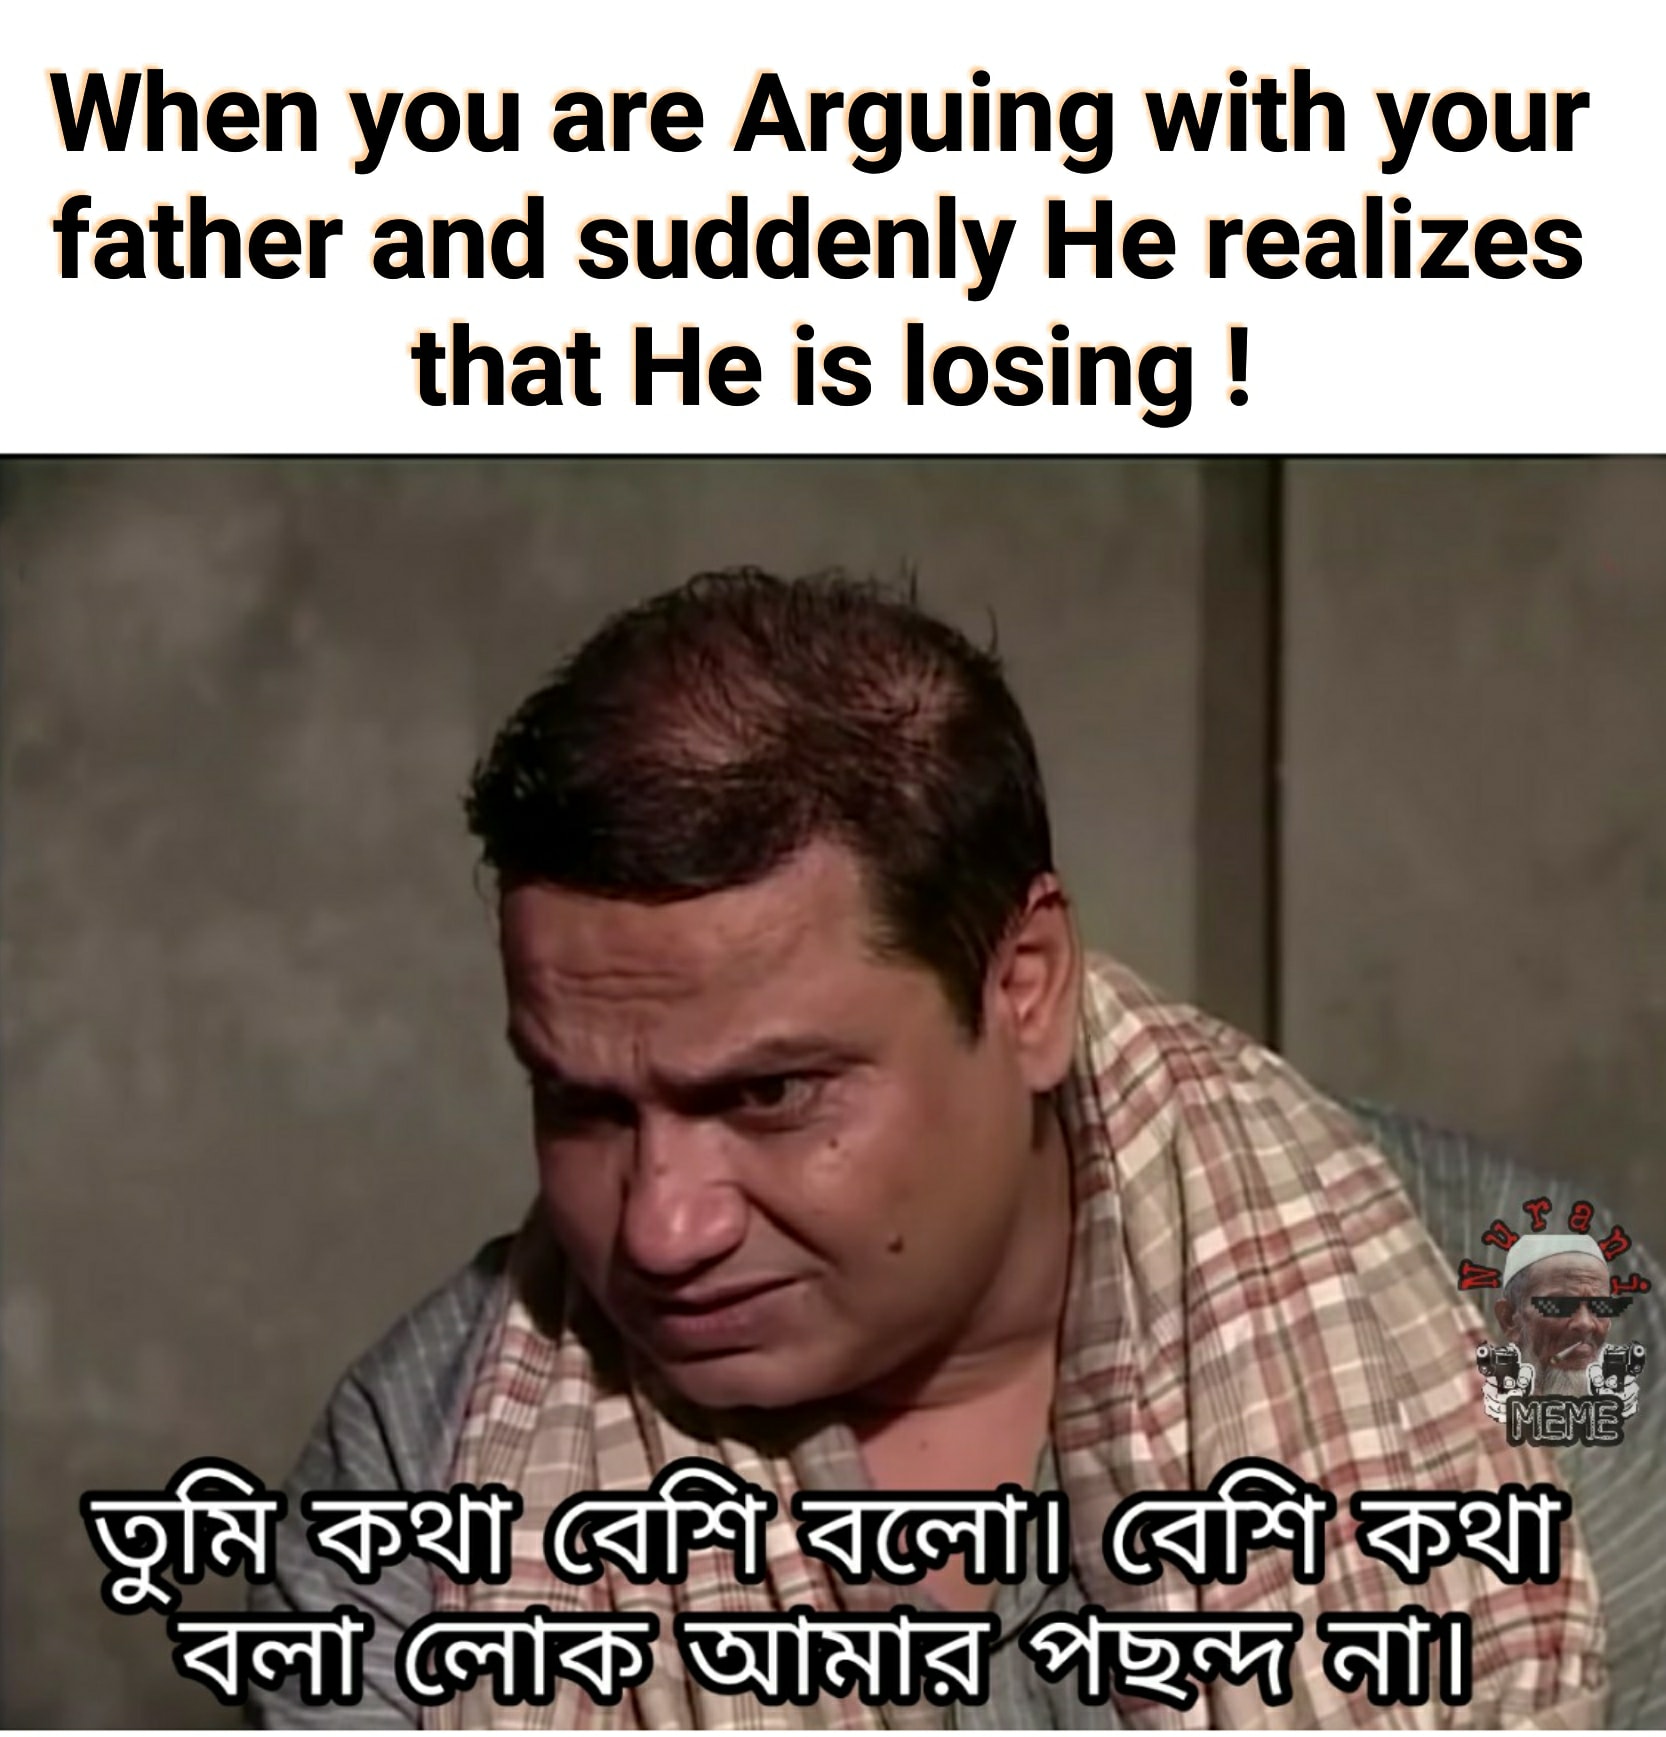 When you are Arguing with your
father and suddenly He realizes
that He is losing !
Nurani
MEME
তুমি কথা বেশি বলো। বেশি কথা
বলা লোক আমার পছন্দ না।